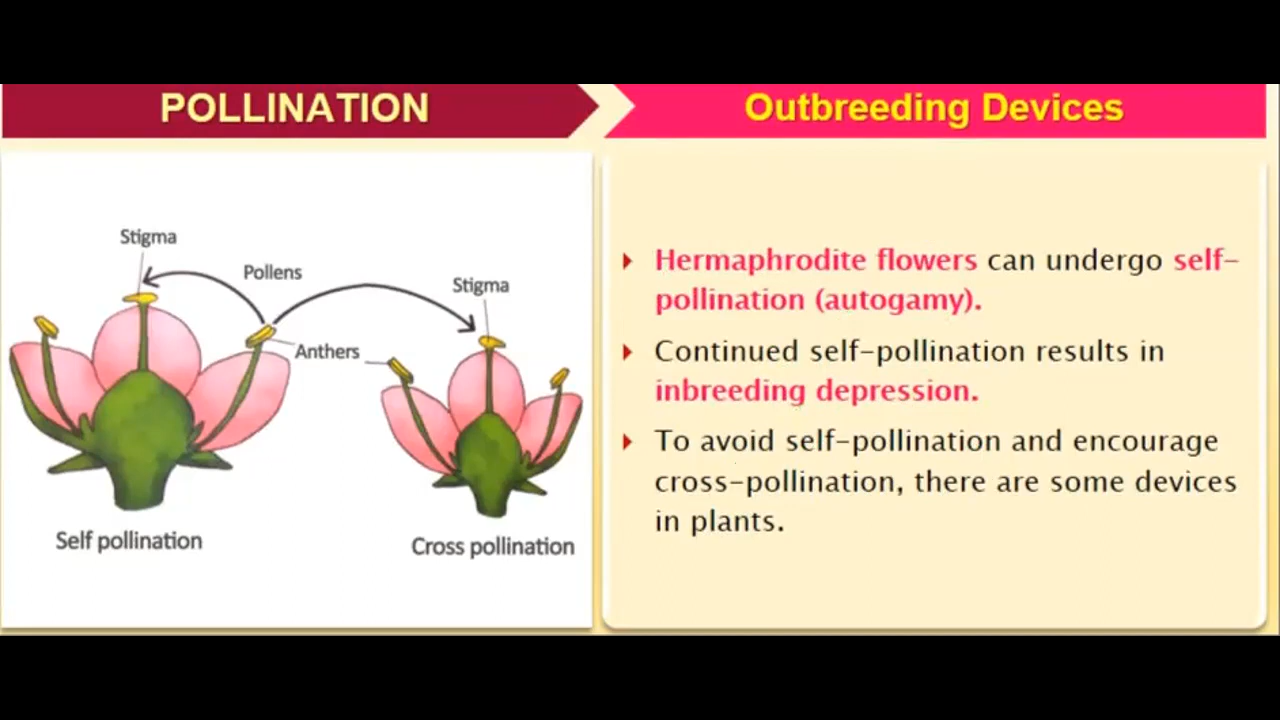 POLLINATION
Outbreeding Devices
Stigma
Pollens
Stigma
Anthers
Self pollination
Cross pollination
Hermaphrodite flowers can undergo self-
pollination (autogamy).
Continued self-pollination results in
inbreeding depression.
To avoid self-pollination and encourage
cross-pollination, there are some devices
in plants.